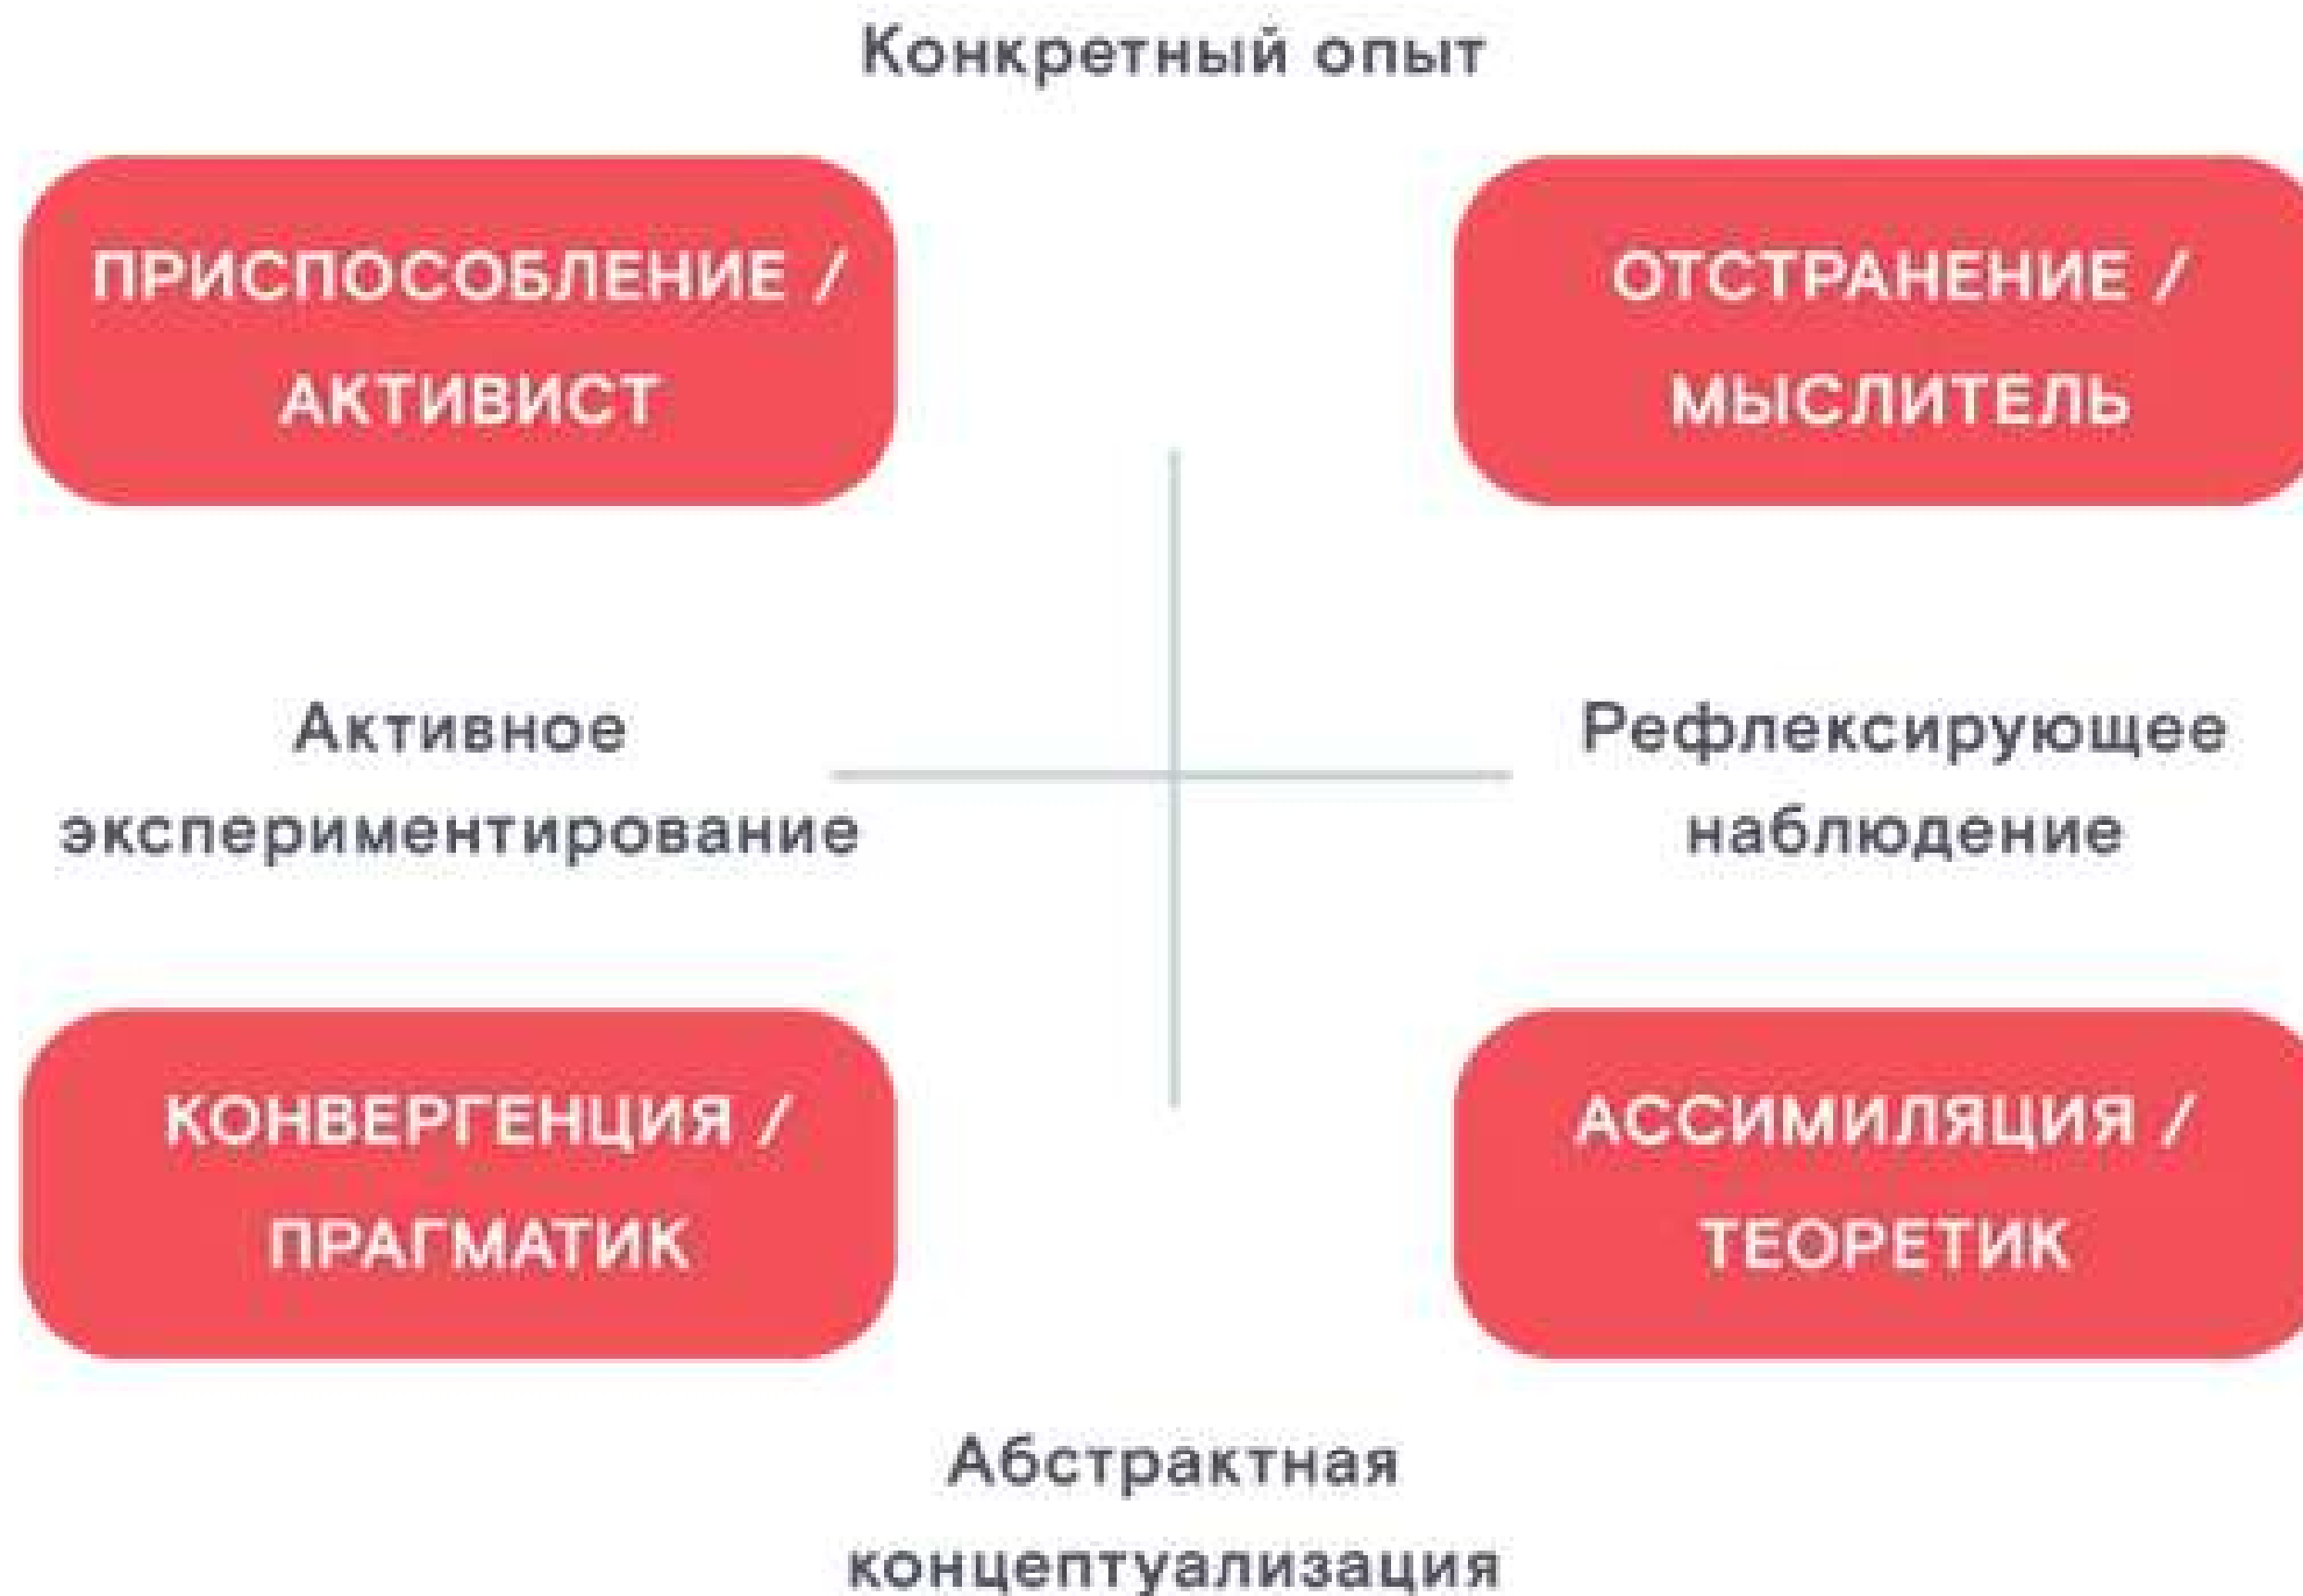 Конкретный опыт
ПРИСПОСОБЛЕНИЕ /
АКТИВИСТ
ОТСТРАНЕНИЕ /
МЫСЛИТЕЛЬ
Активное
экспериментирование
Рефлексирующее
наблюдение
КОНВЕРГЕНЦИЯ /
ПРАГМАТИК
АССИМИЛЯЦИЯ /
ТЕОРЕТИК
Абстрактная
концептуализация